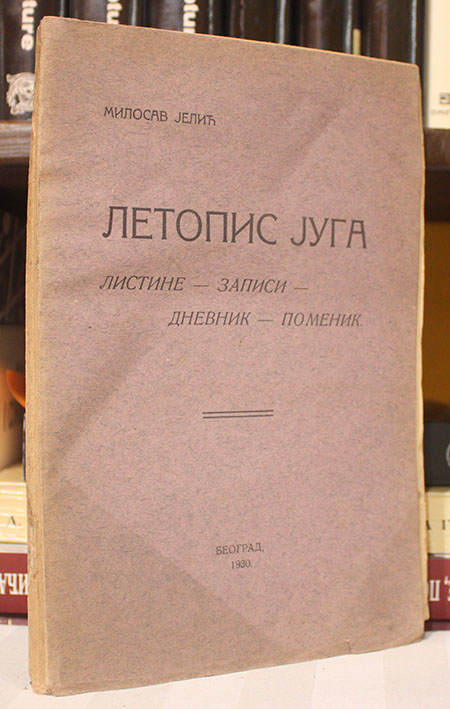 МИЛОСАВ ЈЕЛИЋ
ЛЕТОПИС ЈУГА
ЛИСТИНЕ — ЗАПИСИ —
ДНЕВНИК — ПОМЕНИК.
БЕОГРАД,
1930.